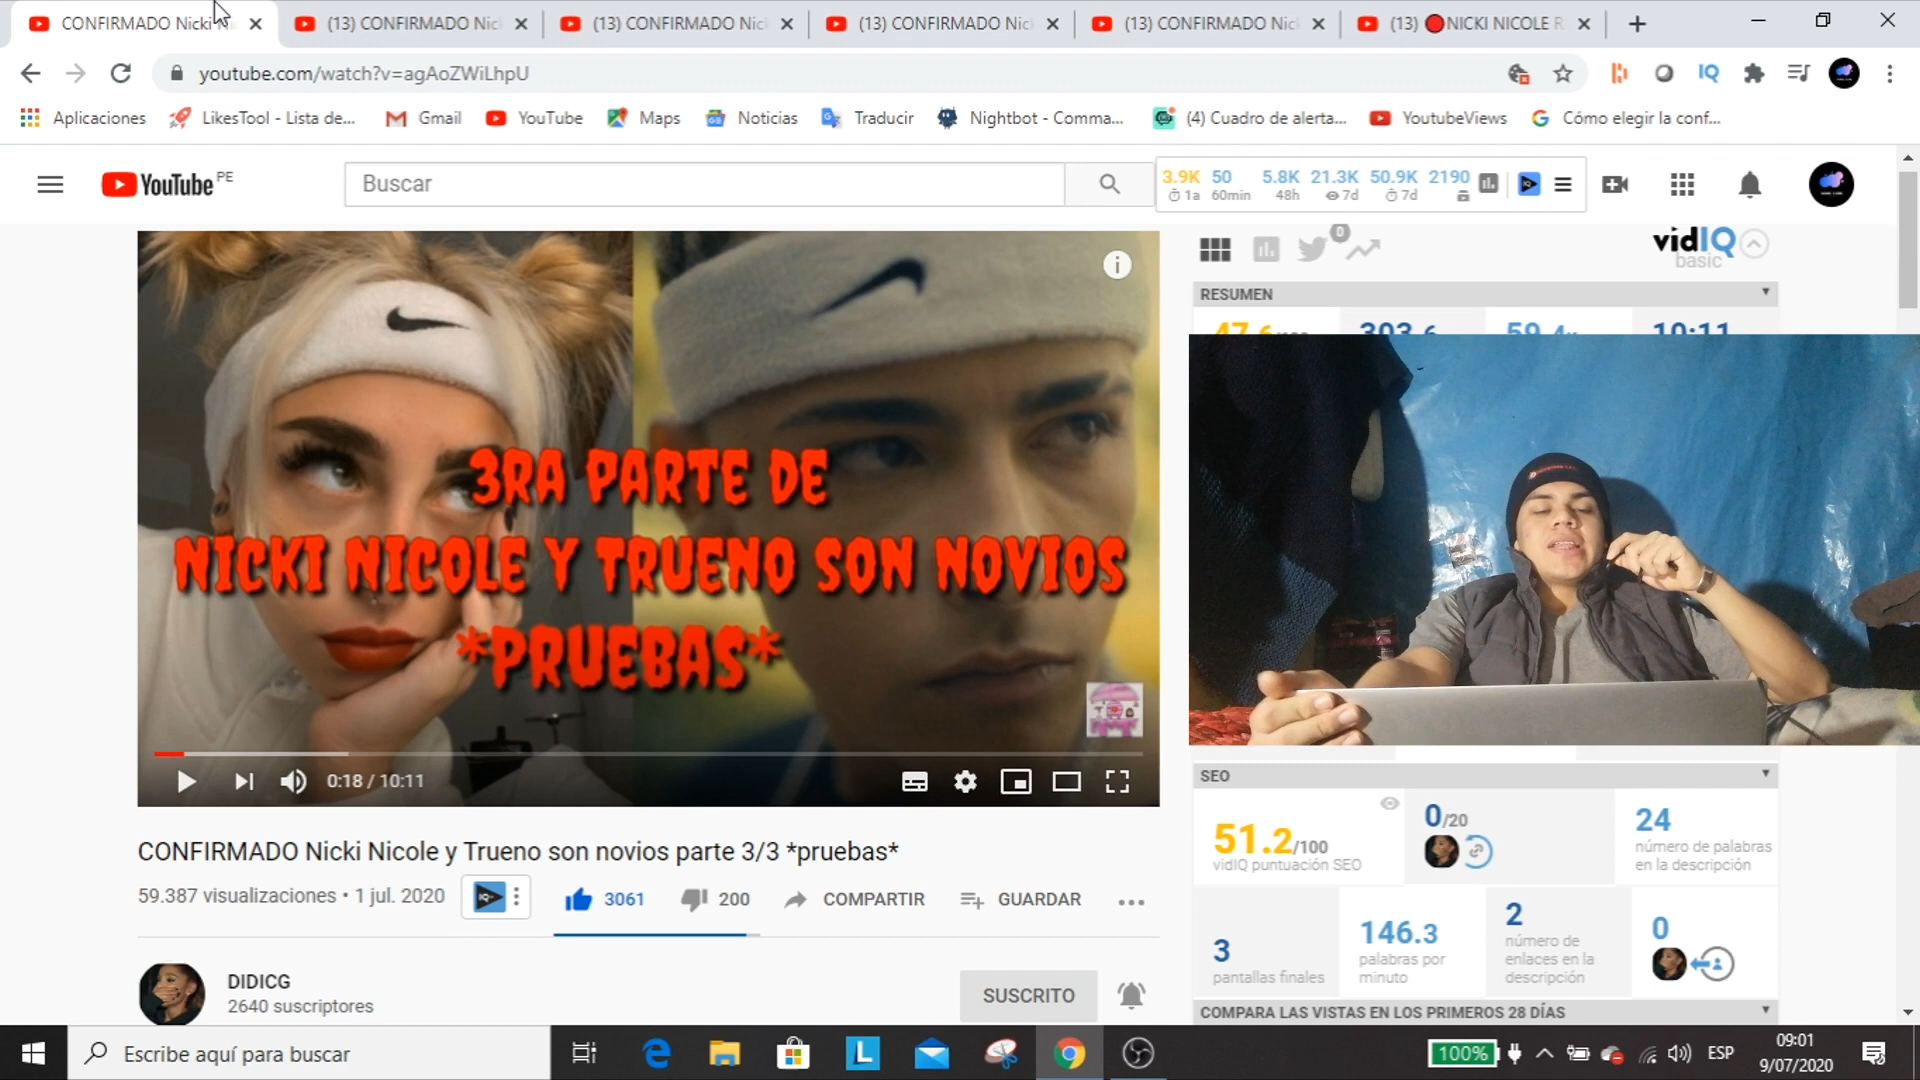 CONFIRMADO Nicki Ni
(13) CONFIRMADO Nic
(13) CONFIRMADO Nic
(13) CONFIRMADO Nic
(13) CONFIRMADO Nic
(13) 🔴NICKI NICOLE R
youtube.com/watch?v=agAoZWiLhpU
IQ
Aplicaciones
LikesTool - Lista de...
Gmail
YouTube
Maps
Noticias
Traducir
Nightbot - Comma...
(4) Cuadro de alerta...
YoutubeViews
Cómo elegir la conf...
YouTube PE
Buscar
3.9K 50 5.8K 21.3K 50.9K 2190
1a 60min 48h 7d 7d
0
vidIQ
basic
RESUMEN
10:11
3RA PARTE DE
NICKI NICOLE Y TRUENO SON NOVIOS
*PRUEBAS*
0:18 / 10:11
CONFIRMADO Nicki Nicole y Trueno son novios parte 3/3 *pruebas*
59.387 visualizaciones • 1 jul. 2020
3061
200
COMPARTIR
GUARDAR
DIDICG
2640 suscriptores
SUSCRITO
SEO
51.2/100
vidIQ puntuación SEO
0/20
24
número de palabras
en la descripción
3
pantallas finales
146.3
palabras por
minuto
2
número de
enlaces en la
descripción
0
COMPARA LAS VISTAS EN LOS PRIMEROS 28 DÍAS
Escribe aquí para buscar
L
100%
ESP
09:01
9/07/2020